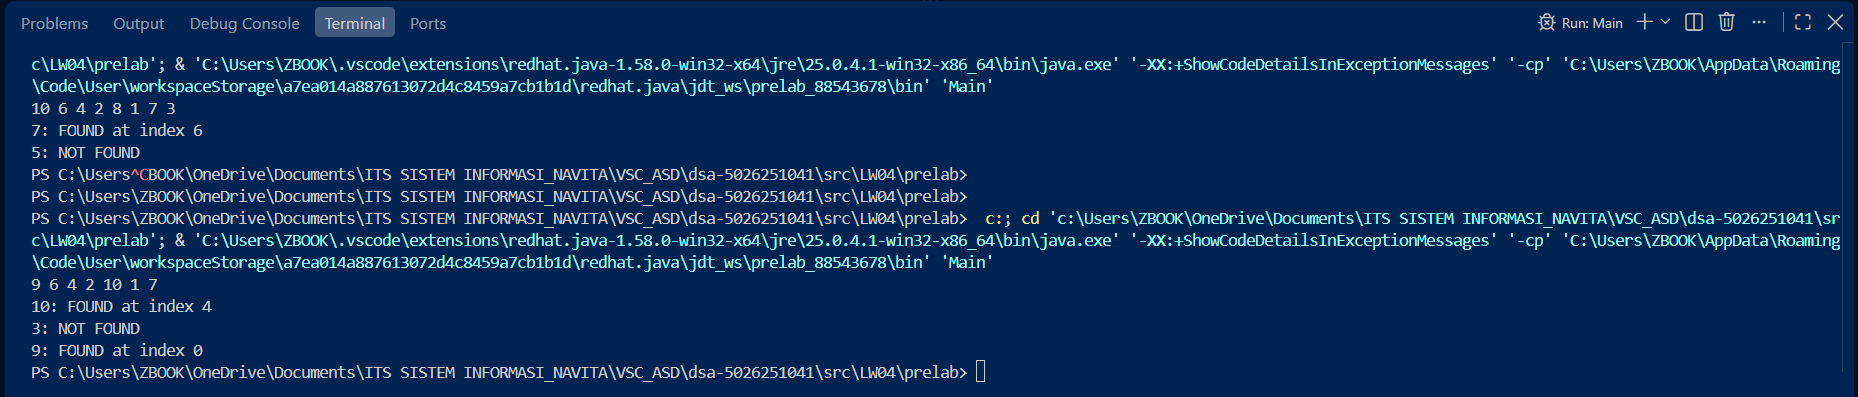 Problems Output Debug Console Terminal Ports Run: Main
c\LW04\prelab'; & 'C:\Users\ZBOOK\.vscode\extensions\redhat.java-1.58.0-win32-x64\jre\25.0.4.1-win32-x86_64\bin\java.exe' '-XX:+ShowCodeDetailsInExceptionMessages' '-cp' 'C:\Users\ZBOOK\AppData\Roaming
\Code\User\workspaceStorage\a7ea014a887613072d4c8459a7cb1b1d\redhat.java\jdt_ws\prelab_88543678\bin' 'Main'
10 6 4 2 8 1 7 3
7: FOUND at index 6
5: NOT FOUND
PS C:\Users^CBOOK\OneDrive\Documents\ITS SISTEM INFORMASI_NAVITA\VSC_ASD\dsa-5026251041\src\LW04\prelab>
PS C:\Users\ZBOOK\OneDrive\Documents\ITS SISTEM INFORMASI_NAVITA\VSC_ASD\dsa-5026251041\src\LW04\prelab>
PS C:\Users\ZBOOK\OneDrive\Documents\ITS SISTEM INFORMASI_NAVITA\VSC_ASD\dsa-5026251041\src\LW04\prelab>  c:; cd 'c:\Users\ZBOOK\OneDrive\Documents\ITS SISTEM INFORMASI_NAVITA\VSC_ASD\dsa-5026251041\sr
c\LW04\prelab'; & 'C:\Users\ZBOOK\.vscode\extensions\redhat.java-1.58.0-win32-x64\jre\25.0.4.1-win32-x86_64\bin\java.exe' '-XX:+ShowCodeDetailsInExceptionMessages' '-cp' 'C:\Users\ZBOOK\AppData\Roaming
\Code\User\workspaceStorage\a7ea014a887613072d4c8459a7cb1b1d\redhat.java\jdt_ws\prelab_88543678\bin' 'Main'
9 6 4 2 10 1 7
10: FOUND at index 4
3: NOT FOUND
9: FOUND at index 0
PS C:\Users\ZBOOK\OneDrive\Documents\ITS SISTEM INFORMASI_NAVITA\VSC_ASD\dsa-5026251041\src\LW04\prelab>